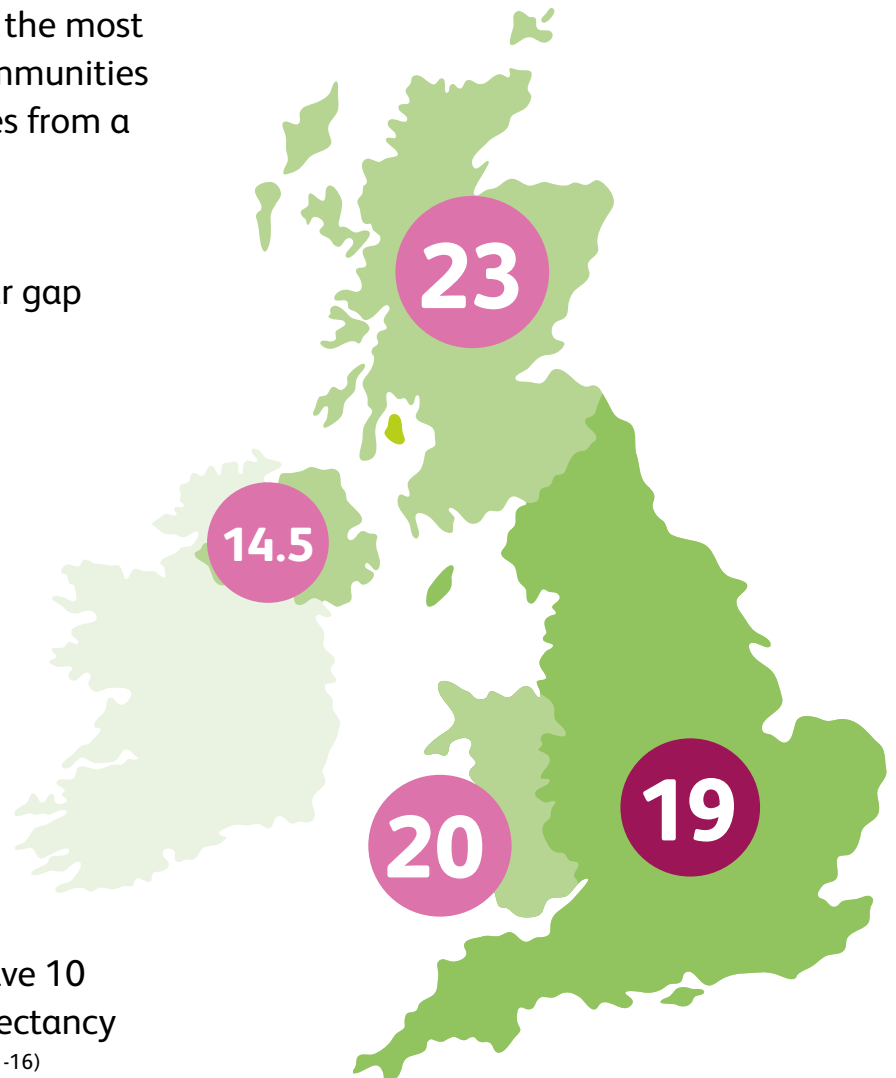 the most
mmunities
es from a
r gap
23
14.5
19
20
ve 10
ectancy
-16)